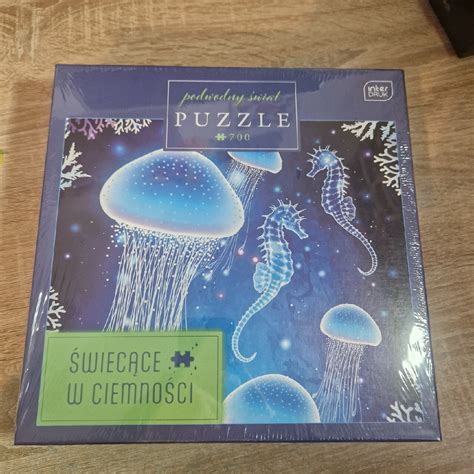 podwodny świat
PUZZLE
700
inter
DRUK
ŚWIECĄCE
W CIEMNOŚCI